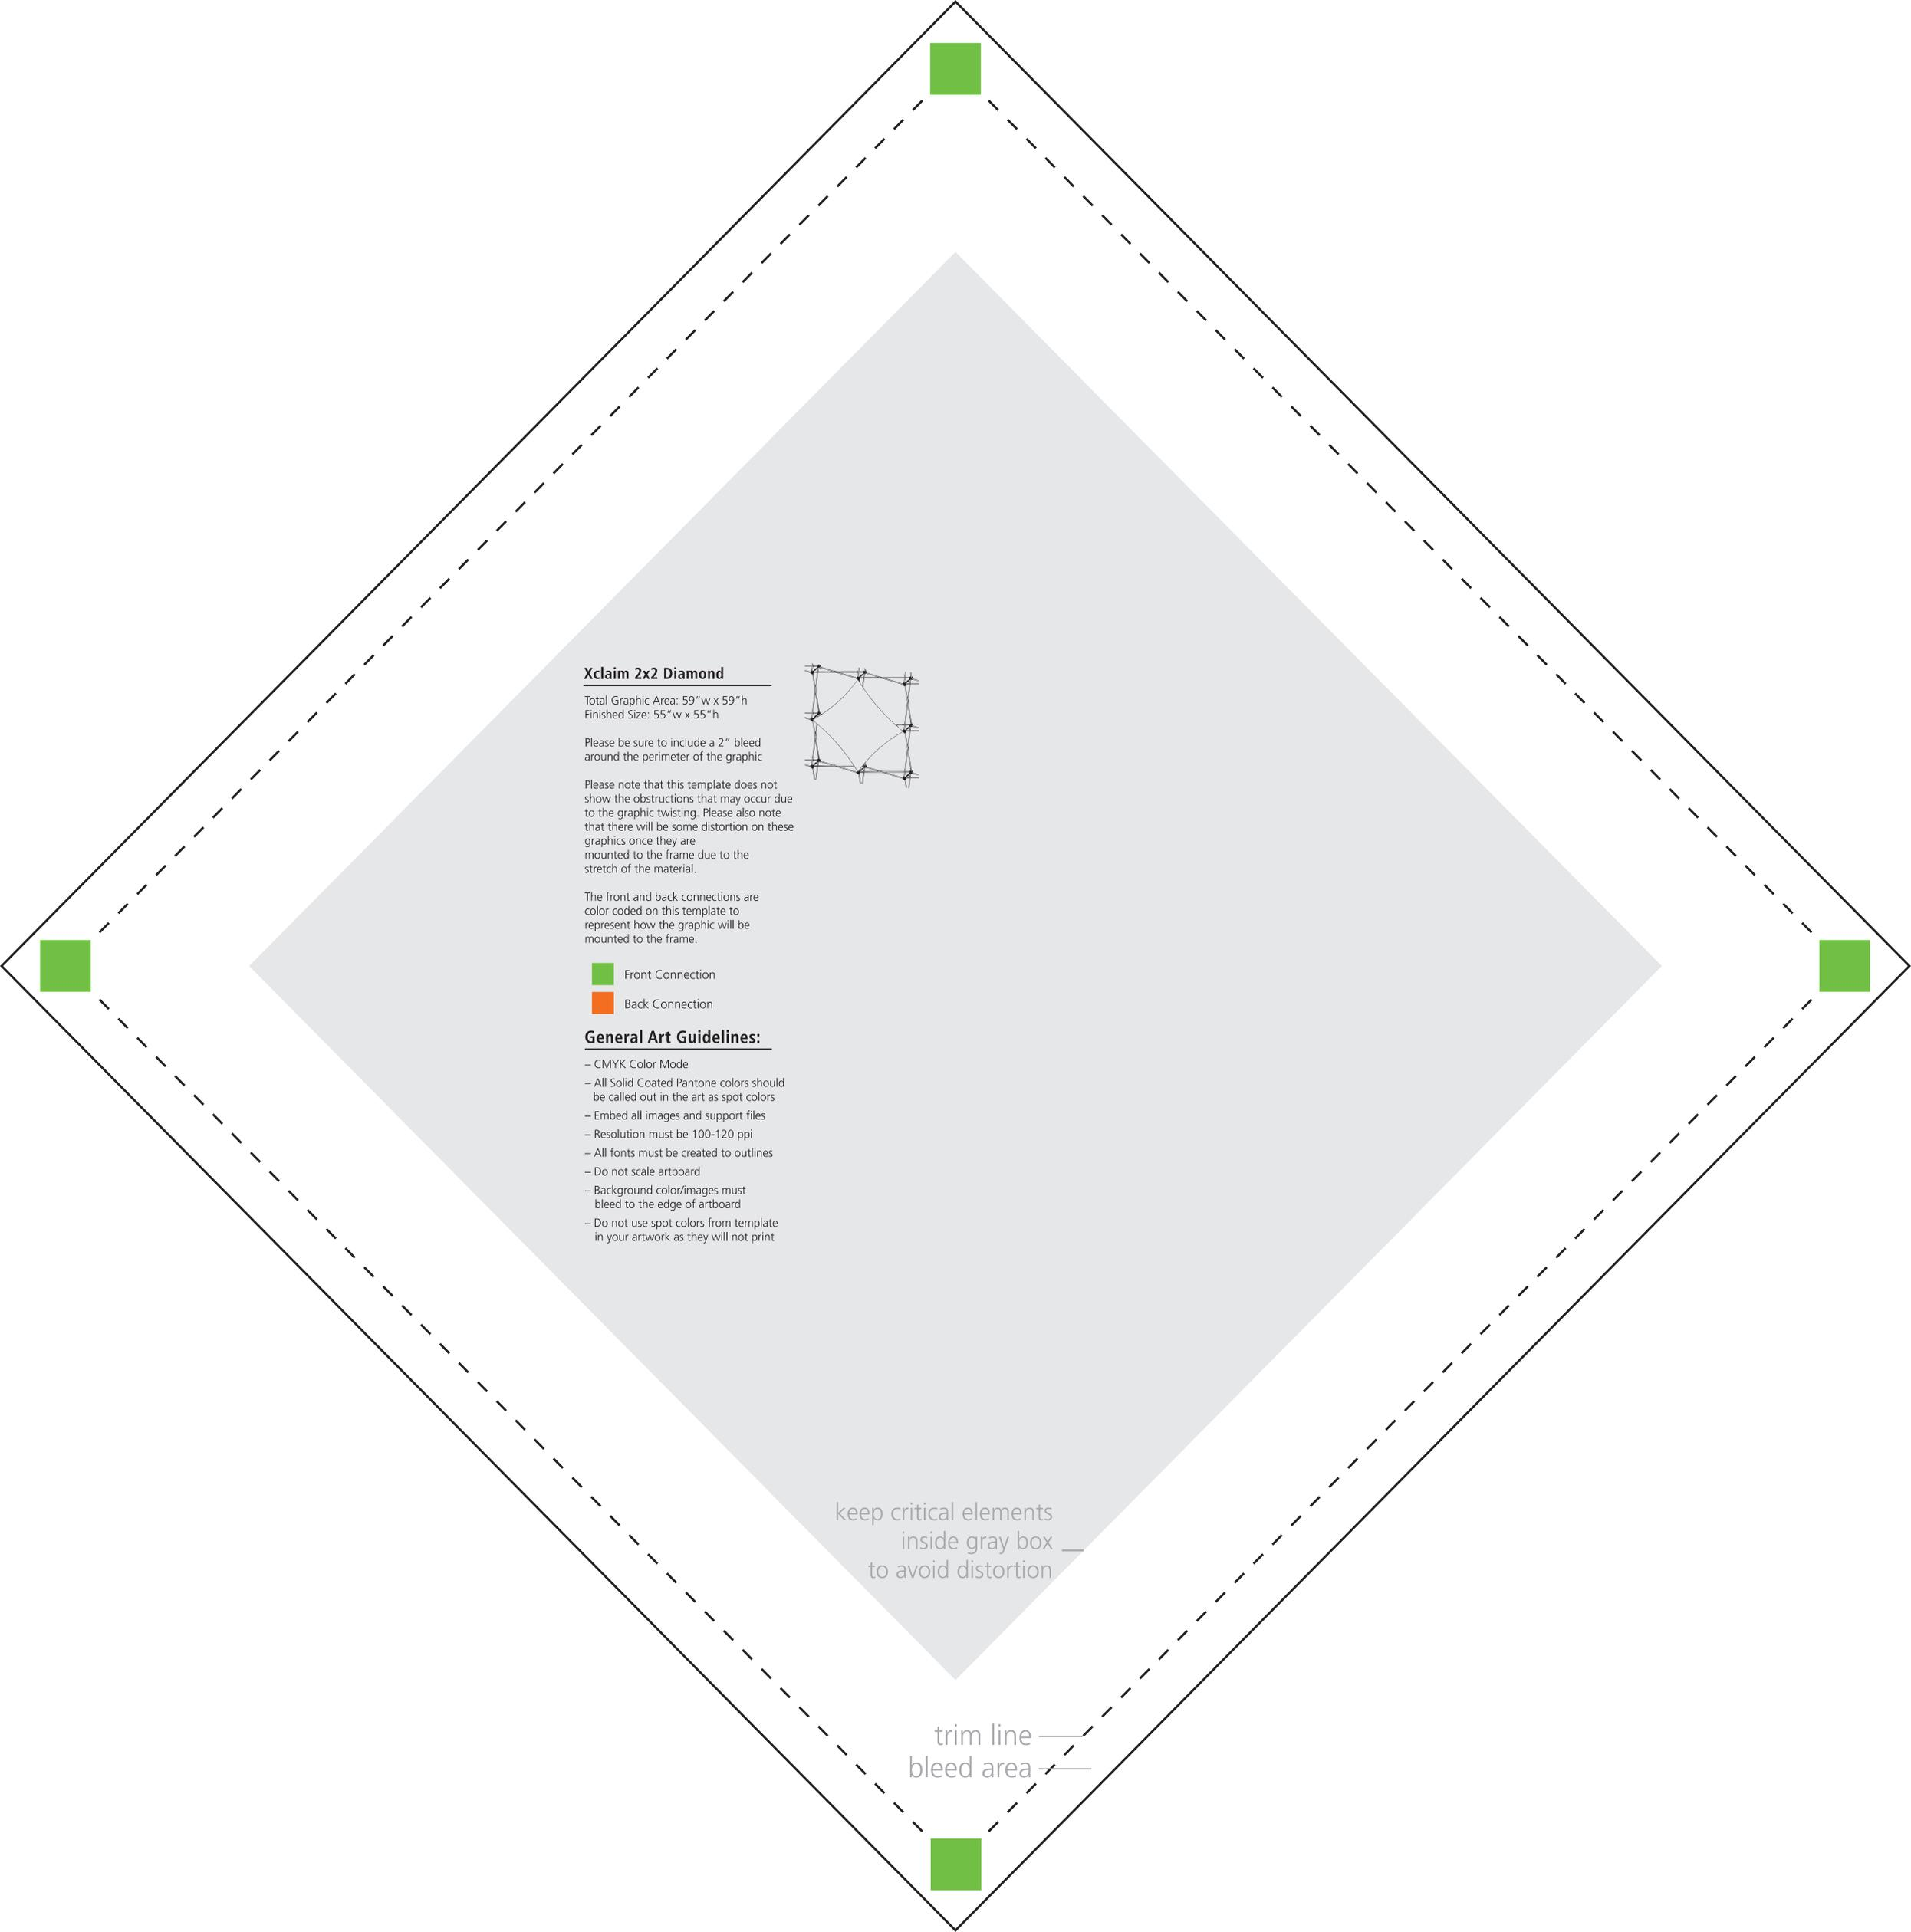 Xclaim 2x2 Diamond
Total Graphic Area: 59”w x 59”h
Finished Size: 55”w x 55”h
Please be sure to include a 2” bleed
around the perimeter of the graphic
Please note that this template does not
show the obstructions that may occur due
to the graphic twisting. Please also note
that there will be some distortion on these
graphics once they are
mounted to the frame due to the
stretch of the material.
The front and back connections are
color coded on this template to
represent how the graphic will be
mounted to the frame.
Front Connection
Back Connection
General Art Guidelines:
– CMYK Color Mode
– All Solid Coated Pantone colors should
be called out in the art as spot colors
– Embed all images and support files
– Resolution must be 100-120 ppi
– All fonts must be created to outlines
– Do not scale artboard
– Background color/images must
bleed to the edge of artboard
– Do not use spot colors from template
in your artwork as they will not print
keep critical elements
inside gray box
to avoid distortion
trim line
bleed area